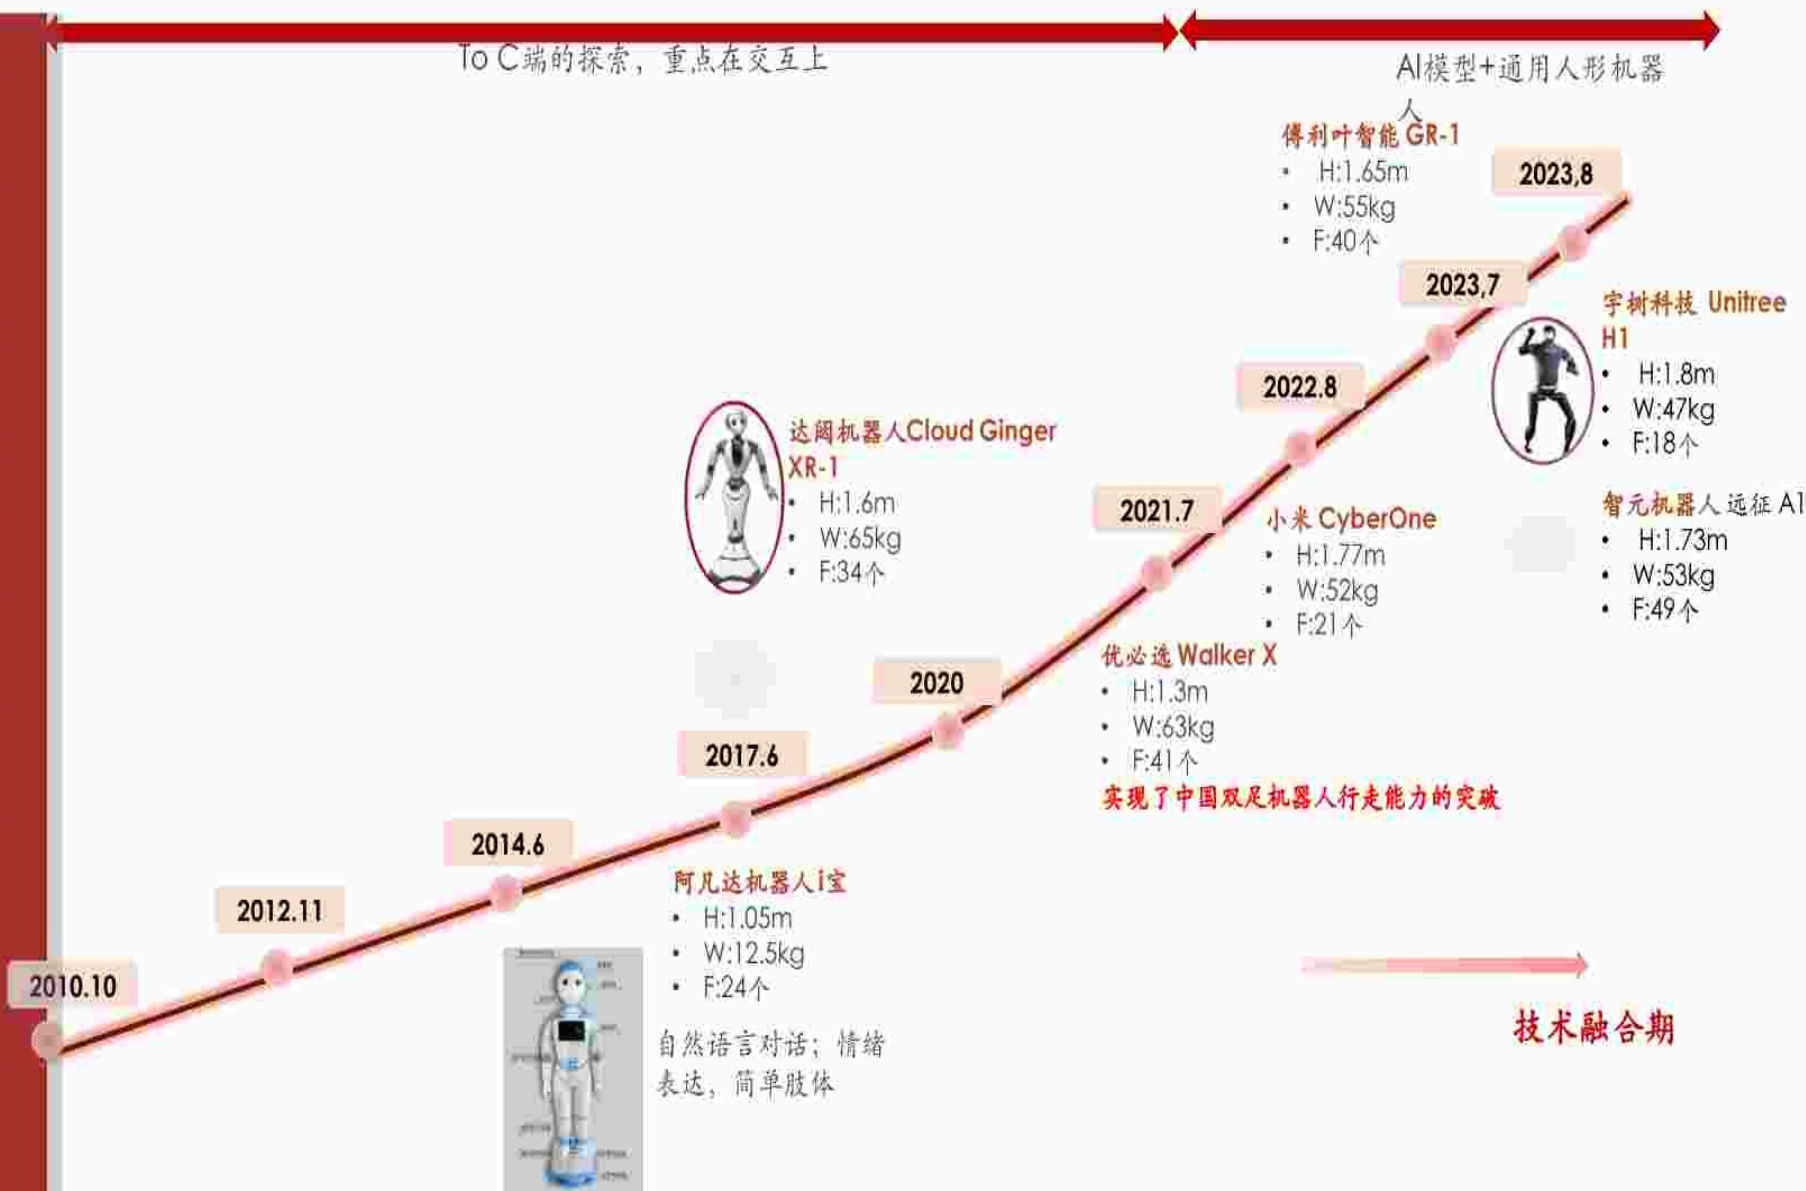 To C端的探索，重点在交互上
AI模型+通用人形机器
人
傅利叶智能 GR-1
• H:1.65m
• W:55kg
• F:40个
2023,8
2023,7
宇树科技 Unitree
H1
• H:1.8m
• W:47kg
• F:18个
2022.8
达闼机器人Cloud Ginger
XR-1
• H:1.6m
• W:65kg
• F:34个
2021.7
小米 CyberOne
• H:1.77m
• W:52kg
• F:21个
智元机器人 远征 A1
• H:1.73m
• W:53kg
• F:49个
优必选 Walker X
• H:1.3m
• W:63kg
• F:41个
实现了中国双足机器人行走能力的突破
2020
2017.6
2014.6
2012.11
2010.10
阿凡达机器人i宝
• H:1.05m
• W:12.5kg
• F:24个
自然语言对话；情绪
表达，简单肢体
技术融合期